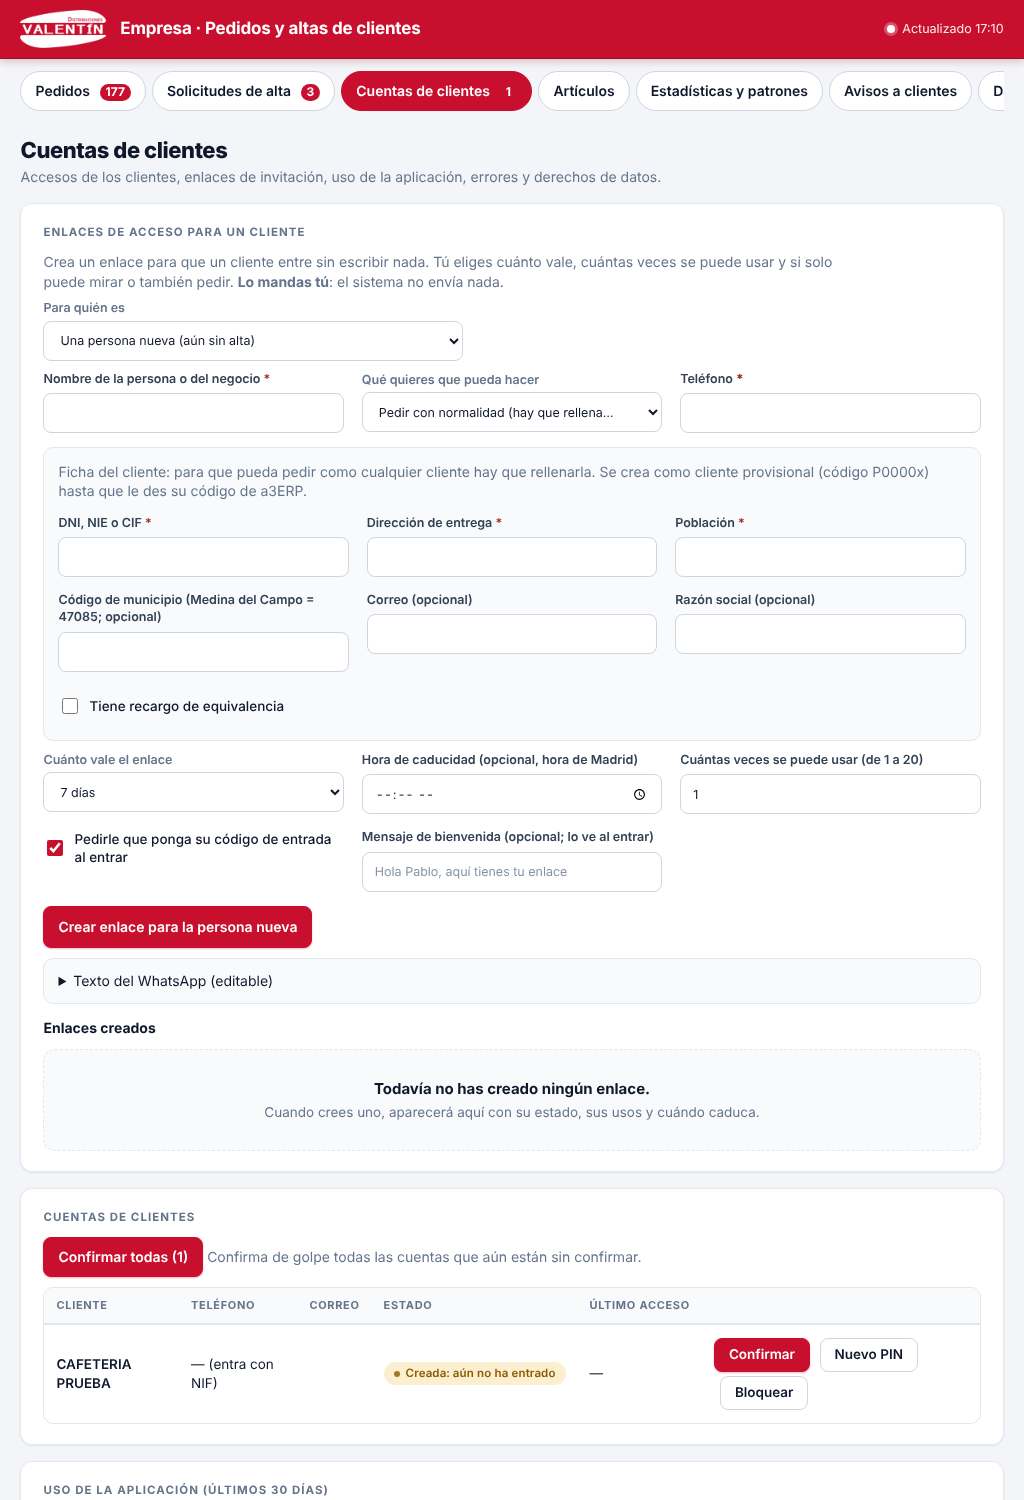 Distribuciones
VALENTÍN
Empresa · Pedidos y altas de clientes
Actualizado 17:10
Pedidos 177
Solicitudes de alta 3
Cuentas de clientes 1
Artículos
Estadísticas y patrones
Avisos a clientes
D
Cuentas de clientes
Accesos de los clientes, enlaces de invitación, uso de la aplicación, errores y derechos de datos.
ENLACES DE ACCESO PARA UN CLIENTE
Crea un enlace para que un cliente entre sin escribir nada. Tú eliges cuánto vale, cuántas veces se puede usar y si solo
puede mirar o también pedir. Lo mandas tú: el sistema no envía nada.
Para quién es
Una persona nueva (aún sin alta)
Nombre de la persona o del negocio *
Qué quieres que pueda hacer
Teléfono *
Pedir con normalidad (hay que rellena...
Ficha del cliente: para que pueda pedir como cualquier cliente hay que rellenarla. Se crea como cliente provisional (código P0000x)
hasta que le des su código de a3ERP.
DNI, NIE o CIF *
Dirección de entrega *
Población *
Código de municipio (Medina del Campo =
47085; opcional)
Correo (opcional)
Razón social (opcional)
Tiene recargo de equivalencia
Cuánto vale el enlace
Hora de caducidad (opcional, hora de Madrid)
Cuántas veces se puede usar (de 1 a 20)
7 días
--:-- --
1
Pedirle que ponga su código de entrada
al entrar
Mensaje de bienvenida (opcional; lo ve al entrar)
Hola Pablo, aquí tienes tu enlace
Crear enlace para la persona nueva
Texto del WhatsApp (editable)
Enlaces creados
Todavía no has creado ningún enlace.
Cuando crees uno, aparecerá aquí con su estado, sus usos y cuándo caduca.
CUENTAS DE CLIENTES
Confirmar todas (1) Confirma de golpe todas las cuentas que aún están sin confirmar.
CLIENTE TELÉFONO CORREO ESTADO ÚLTIMO ACCESO
CAFETERIA
PRUEBA
— (entra con
NIF)
Creada: aún no ha entrado
—
Confirmar
Nuevo PIN
Bloquear
USO DE LA APLICACIÓN (ÚLTIMOS 30 DÍAS)